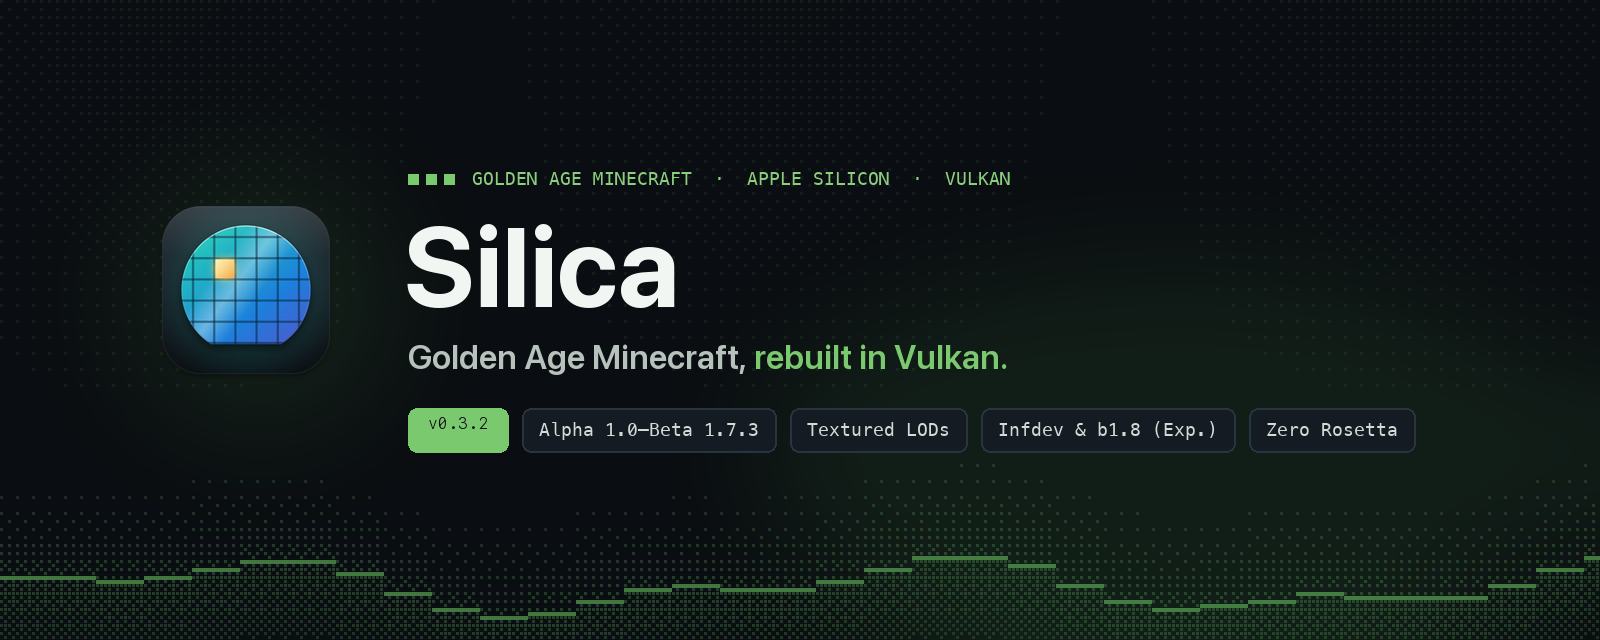 GOLDEN AGE MINECRAFT · APPLE SILICON · VULKAN
Silica
Golden Age Minecraft, rebuilt in Vulkan.
v0.3.2 Alpha 1.0—Beta 1.7.3 Textured LODs Infdev & b1.8 (Exp.) Zero Rosetta